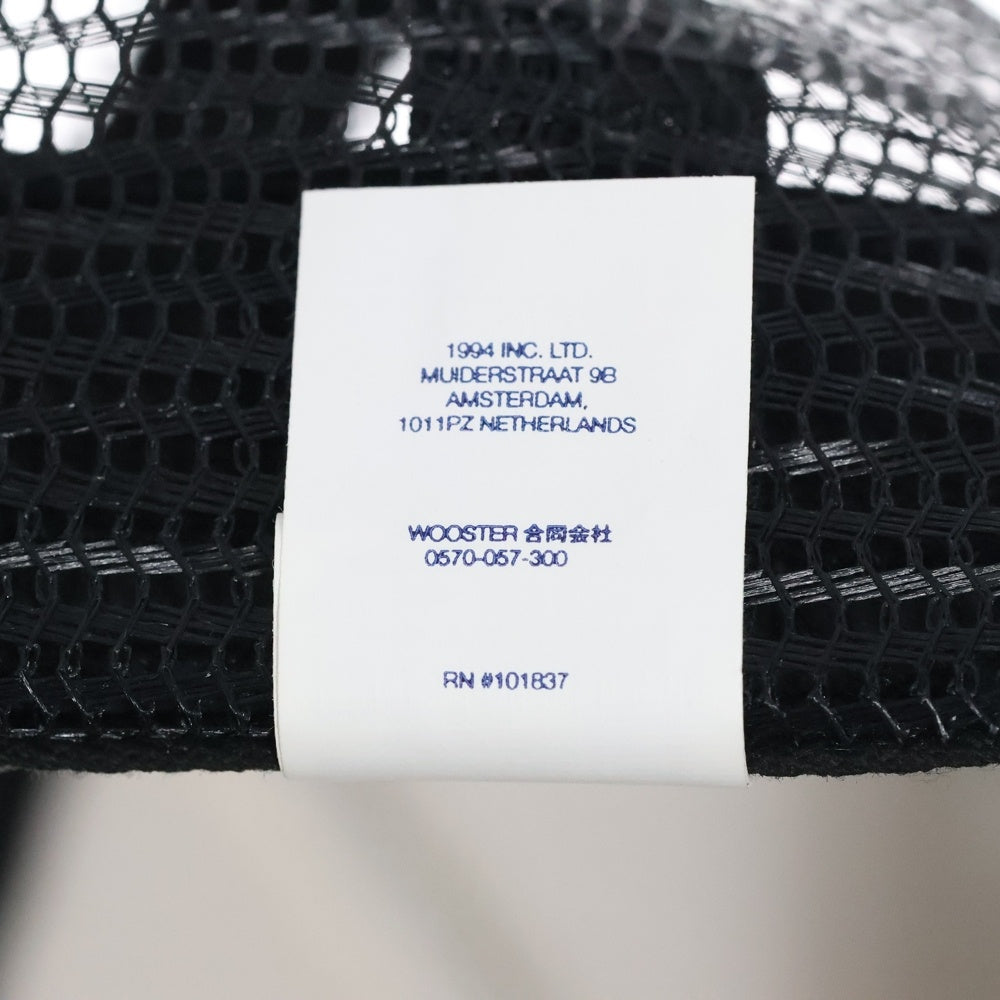 1994 INC. LTD.
MUIDERSTRAAT 9B
AMSTERDAM,
1011PZ NETHERLANDS
WOOSTER 合同会社
0570-057-300
RN #101837